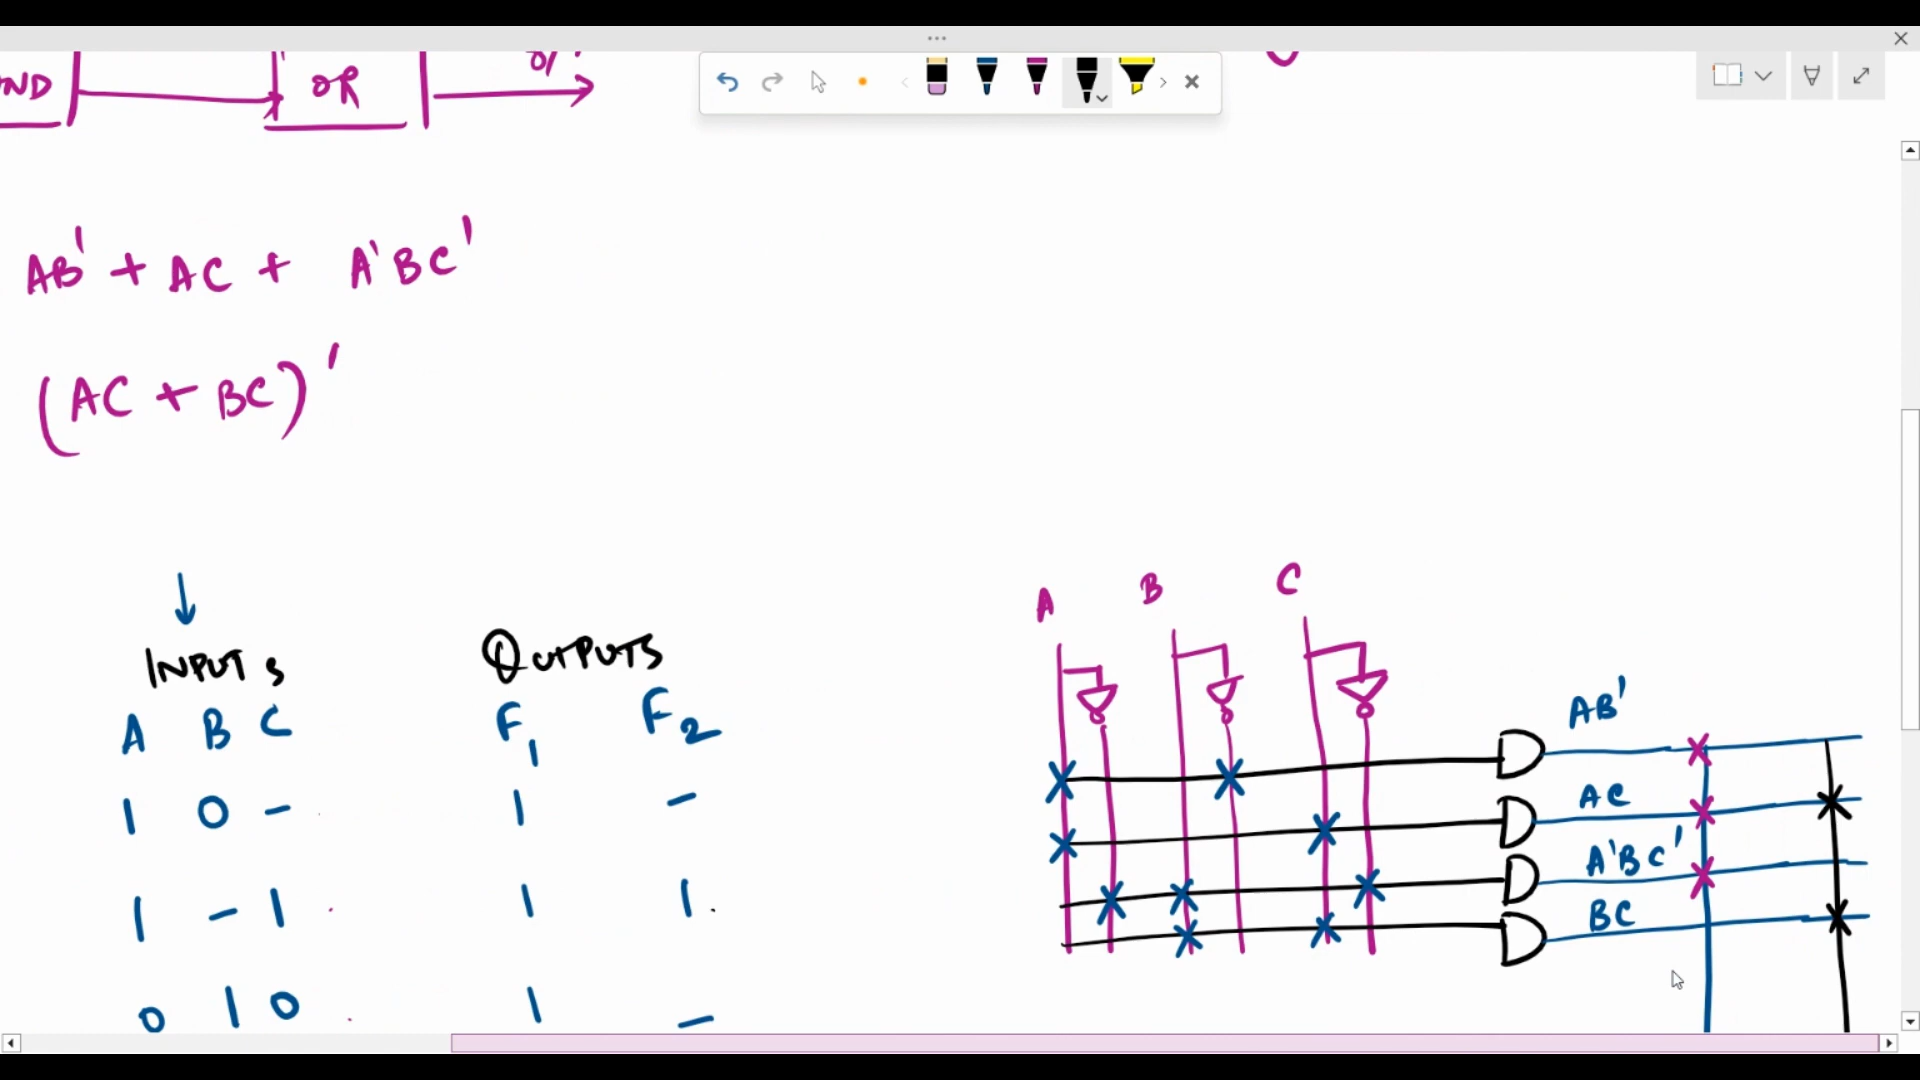 ND OR O/P
AB' + AC + A'BC'
(AC + BC)'
INPUTS OUTPUTS
A B C F1 F2
1 0 - 1 -
1 - 1 1 1
0 1 0 1 -
A B C
AB'
AC
A'BC'
BC